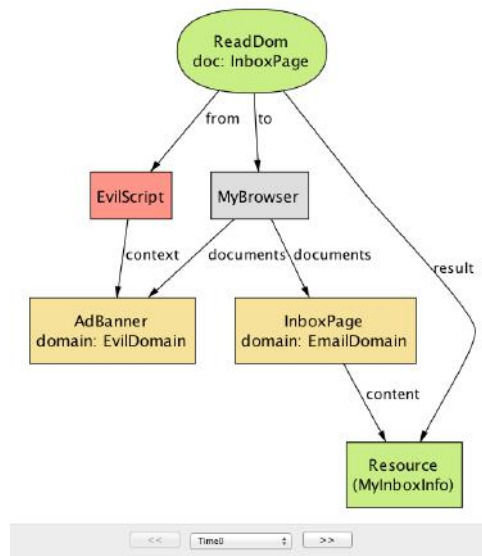 ReadDom
doc: InboxPage
from
to
EvilScript
MyBrowser
context
documents
documents
result
AdBanner
domain: EvilDomain
InboxPage
domain: EmailDomain
content
Resource
(MyInboxInfo)
<<
Time0
>>